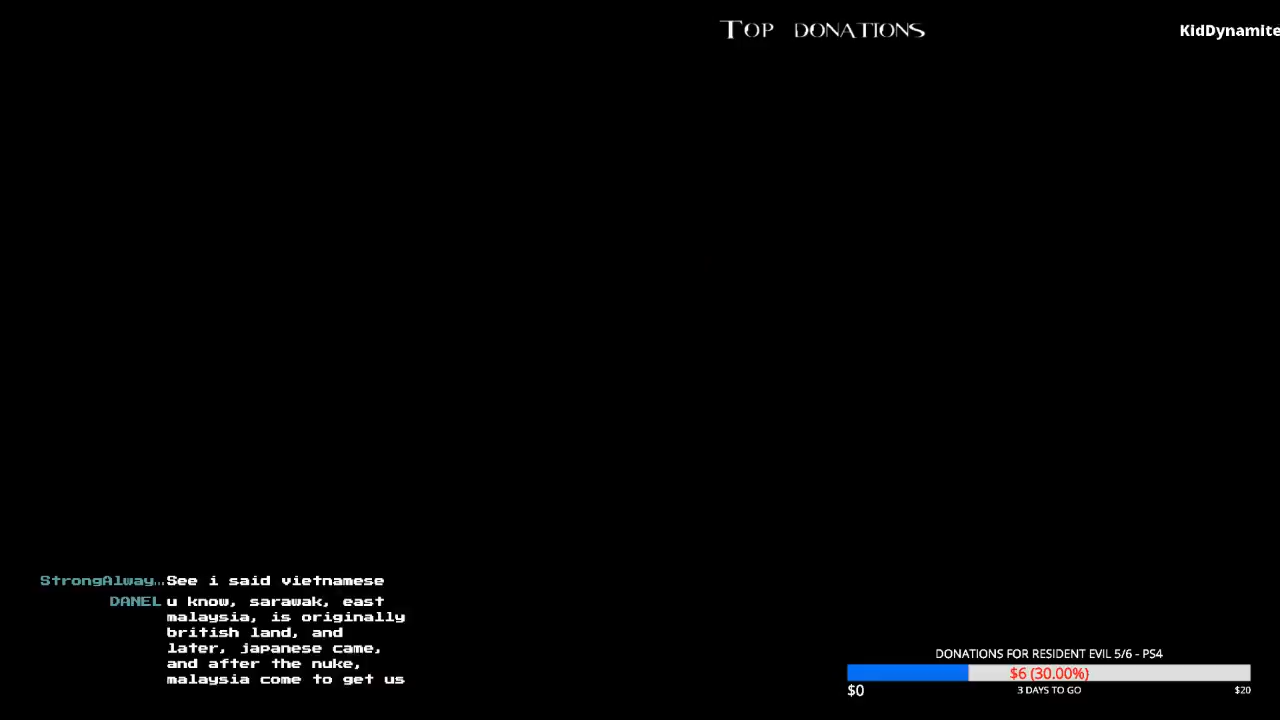 Top donations
KidDynamite
StrongAlway...See i said vietnamese
DANEL u know, sarawak, east
malaysia, is originally
british land, and
later, japanese came,
and after the nuke,
malaysia come to get us
DONATIONS FOR RESIDENT EVIL 5/6 - PS4
$6 (30.00%)
$0 3 DAYS TO GO $20